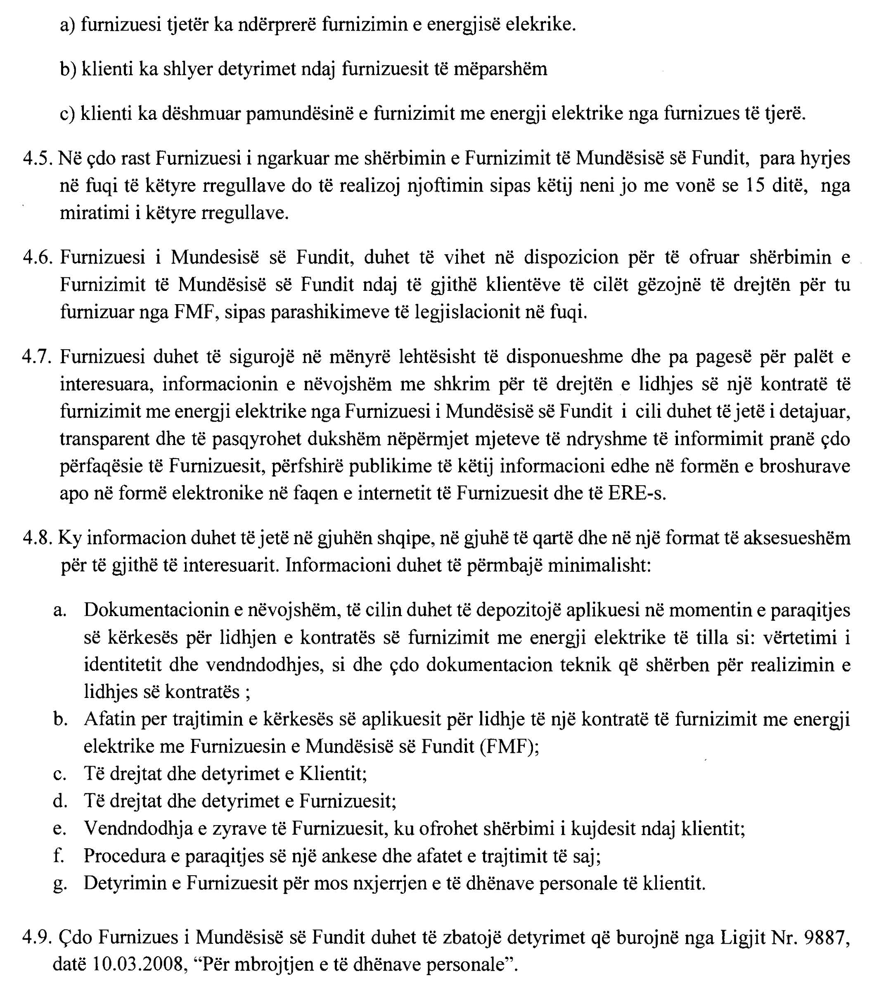 a) furnizuesi tjetër ka ndërprerë furnizimin e energjisë elekrike.
b) klienti ka shlyer detyrimet ndaj furnizuesit të mëparshëm
c) klienti ka dëshmuar pamundësinë e furnizimit me energji elektrike nga furnizues të tjerë.
4.5. Në çdo rast Furnizuesi i ngarkuar me shërbimin e Furnizimit të Mundësisë së Fundit, para hyrjes
në fuqi të këtyre rregullave do të realizoj njoftimin sipas këtij neni jo me vonë se 15 ditë, nga
miratimi i këtyre rregullave.
4.6. Furnizuesi i Mundesisë së Fundit, duhet të vihet në dispozicion për të ofruar shërbimin e
Furnizimit të Mundësisë së Fundit ndaj të gjithë klientëve të cilët gëzojnë të drejtën për tu
furnizuar nga FMF, sipas parashikimeve të legjislacionit në fuqi.
4.7. Furnizuesi duhet të sigurojë në mënyrë lehtësisht të disponueshme dhe pa pagesë për palët e
interesuara, informacionin e nëvojshëm me shkrim për të drejtën e lidhjes së një kontratë të
furnizimit me energji elektrike nga Furnizuesi i Mundësisë së Fundit i cili duhet të jetë i detajuar,
transparent dhe të pasqyrohet dukshëm nëpërmjet mjeteve të ndryshme të informimit pranë çdo
përfaqësie të Furnizuesit, përfshirë publikime të këtij informacioni edhe në formën e broshurave
apo në formë elektronike në faqen e internetit të Furnizuesit dhe të ERE-s.
4.8. Ky informacion duhet të jetë në gjuhën shqipe, në gjuhë të qartë dhe në një format të aksesueshëm
për të gjithë të interesuarit. Informacioni duhet të përmbajë minimalisht:
a. Dokumentacionin e nëvojshëm, të cilin duhet të depozitojë aplikuesi në momentin e paraqitjes
së kërkesës për lidhjen e kontratës së furnizimit me energji elektrike të tilla si: vërtetimi i
identitetit dhe vendndodhjes, si dhe çdo dokumentacion teknik që shërben për realizimin e
lidhjes së kontratës ;
b. Afatin per trajtimin e kërkesës së aplikuesit për lidhje të një kontratë të furnizimit me energji
elektrike me Furnizuesin e Mundësisë së Fundit (FMF);
c. Të drejtat dhe detyrimet e Klientit;
d. Të drejtat dhe detyrimet e Furnizuesit;
e. Vendndodhja e zyrave të Furnizuesit, ku ofrohet shërbimi i kujdesit ndaj klientit;
f. Procedura e paraqitjes së një ankese dhe afatet e trajtimit të saj;
g. Detyrimin e Furnizuesit për mos nxjerrjen e të dhënave personale të klientit.
4.9. Çdo Furnizues i Mundësisë së Fundit duhet të zbatojë detyrimet që burojnë nga Ligjit Nr. 9887,
datë 10.03.2008, “Për mbrojtjen e të dhënave personale”.